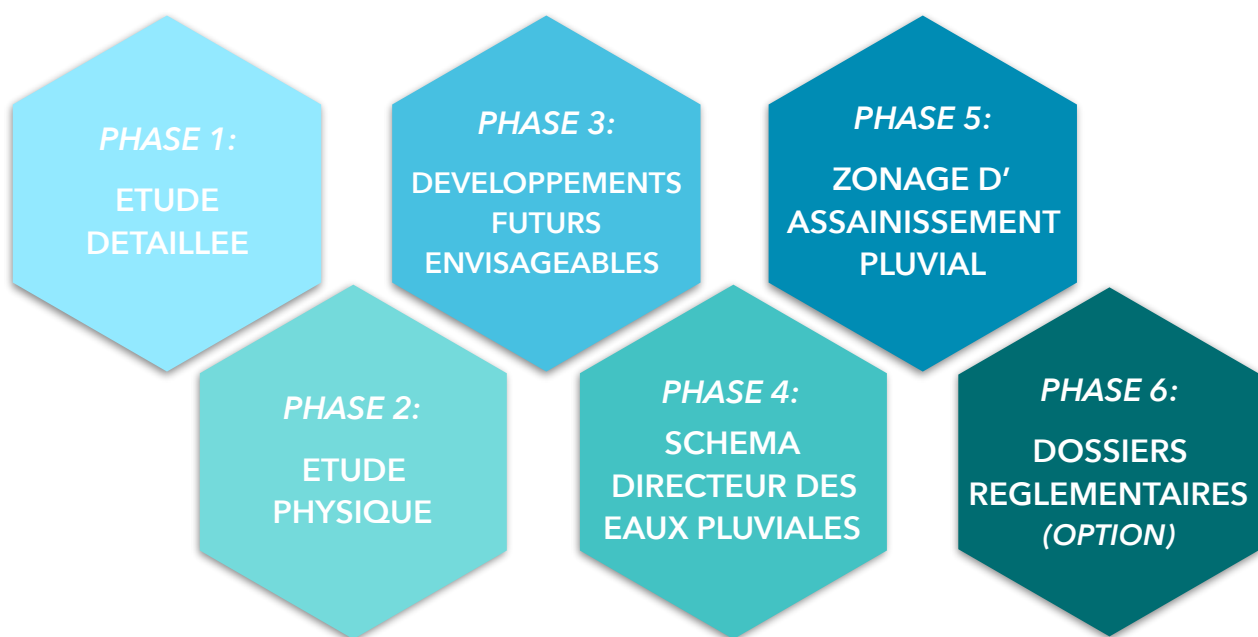 PHASE 1:
ETUDE
DETAILLEE
PHASE 2:
ETUDE
PHYSIQUE
PHASE 3:
DEVELOPPEMENTS
FUTURS
ENVISAGEABLES
PHASE 4:
SCHEMA
DIRECTEUR DES
EAUX PLUVIALES
PHASE 5:
ZONAGE D’
ASSAINISSEMENT
PLUVIAL
PHASE 6:
DOSSIERS
REGLEMENTAIRES
(OPTION)